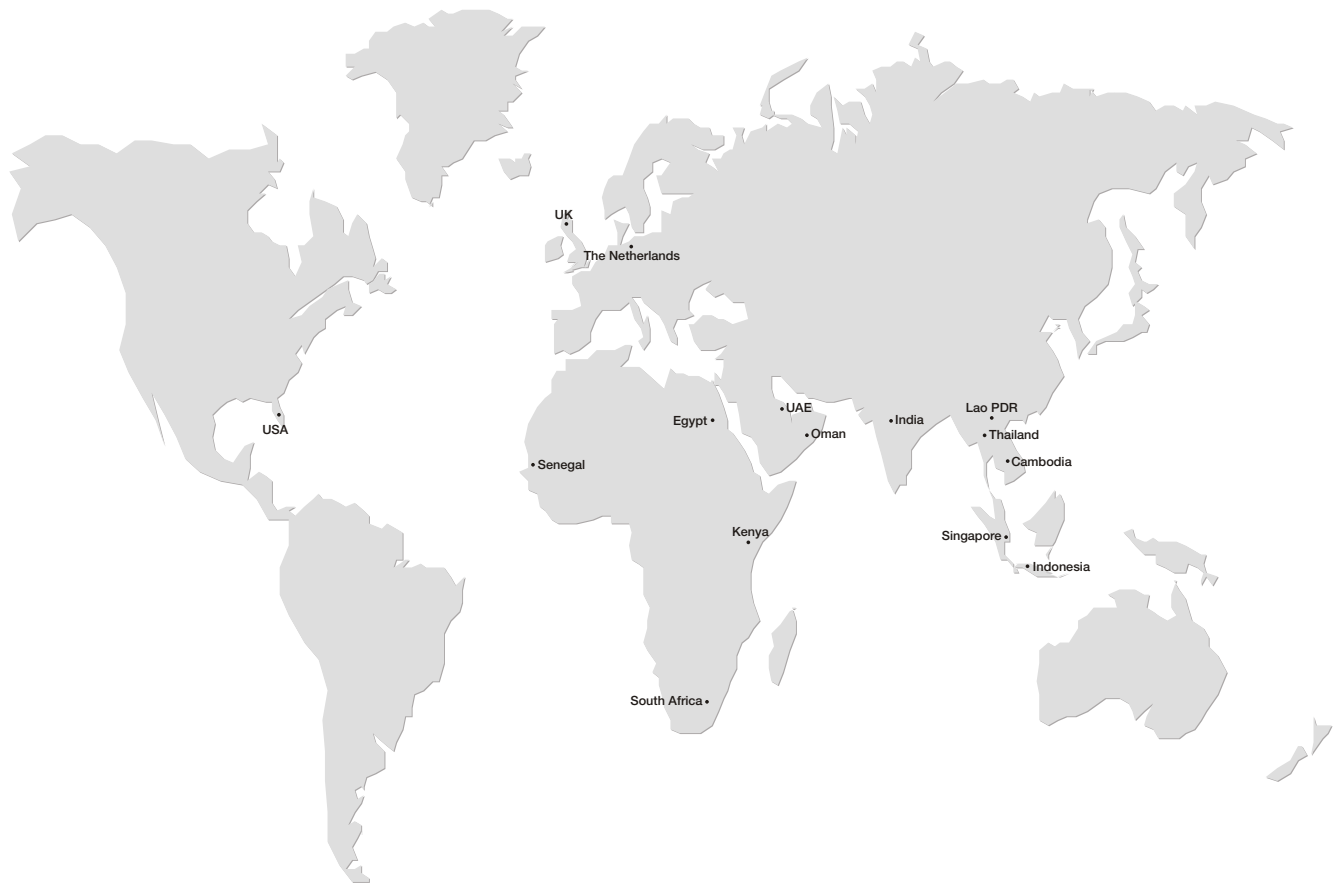 UK
The Netherlands
Lao PDR
UAE
Egypt
India
USA
Oman
Thailand
Senegal
Cambodia
Kenya
Singapore
Indonesia
South Africa